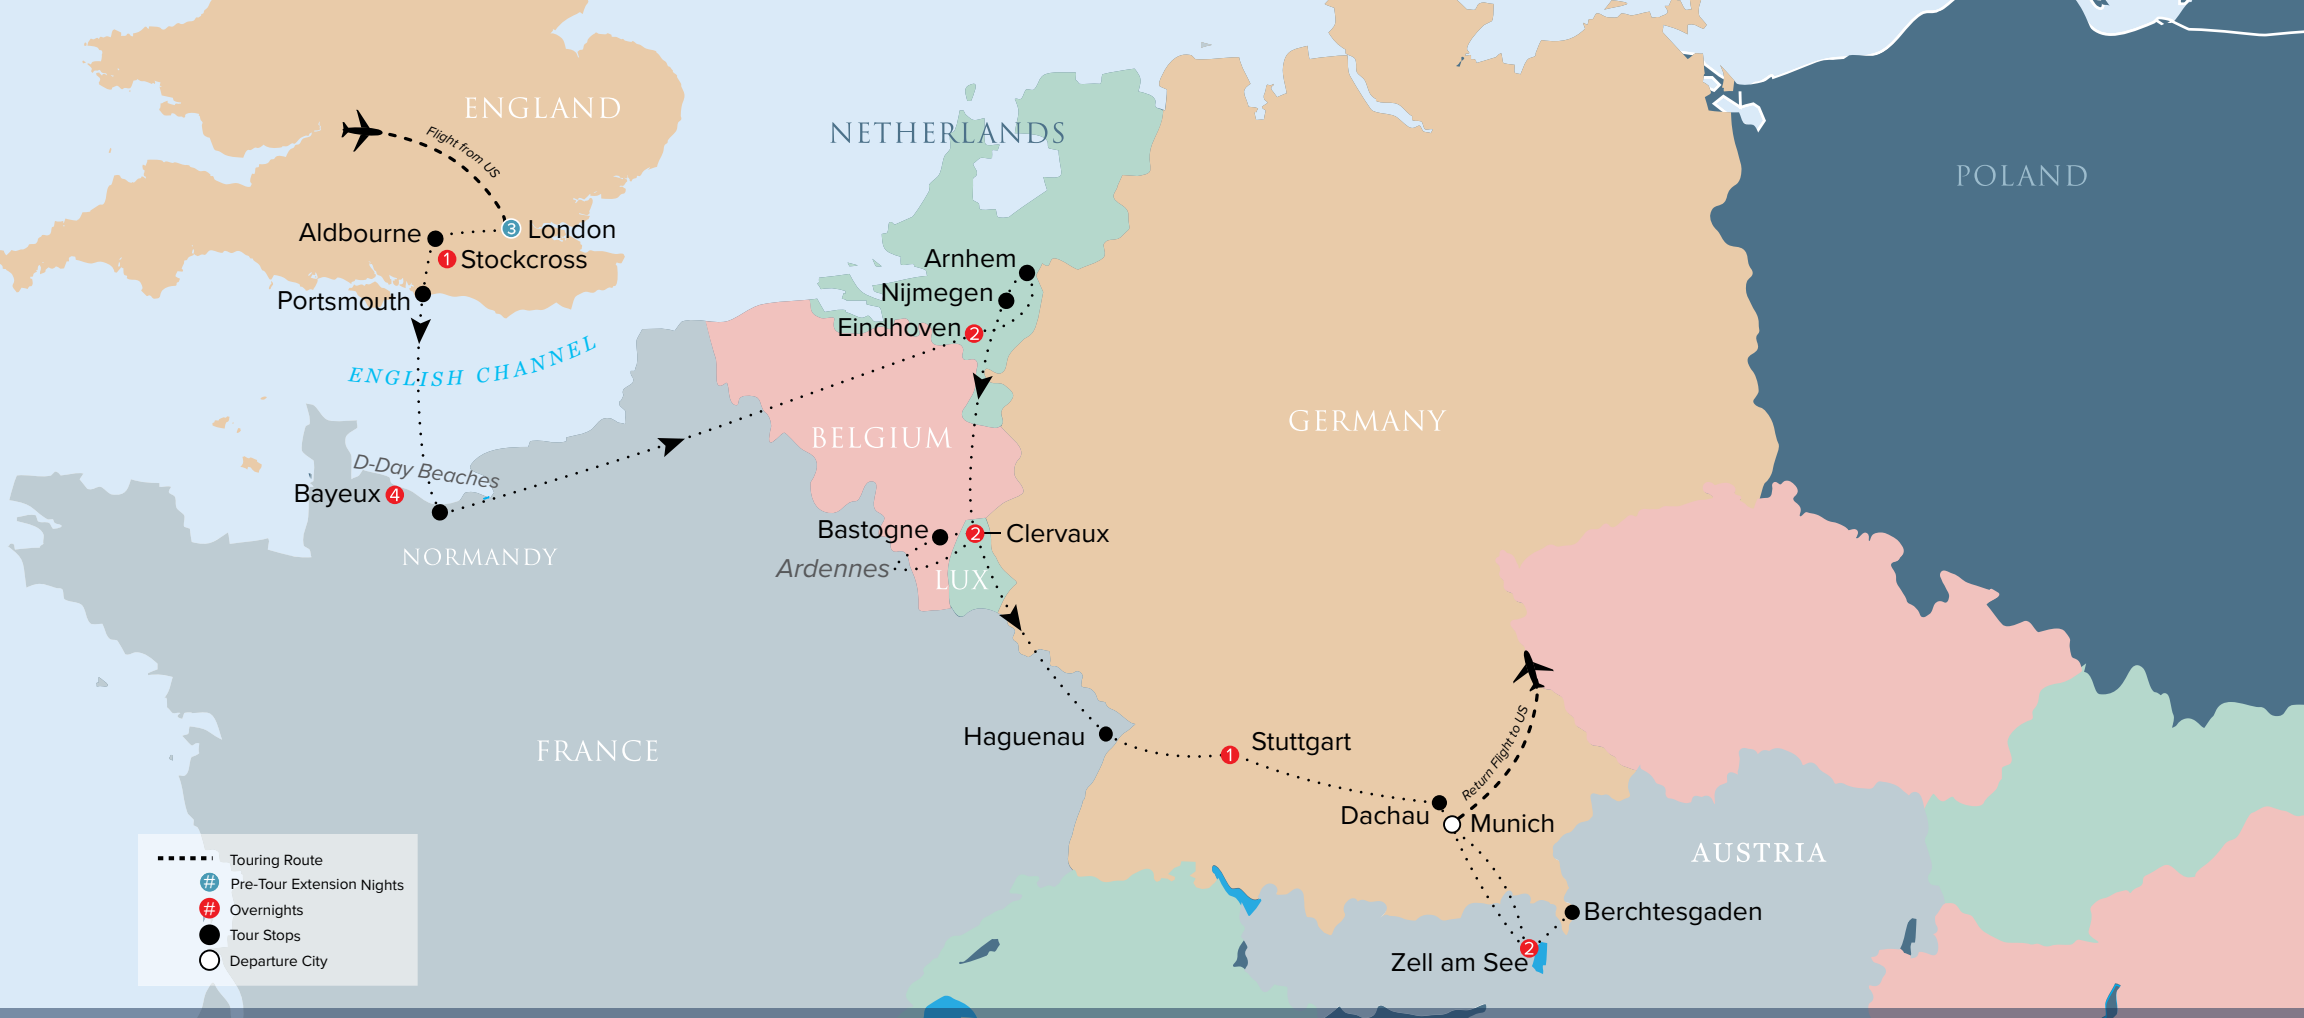 ENGLAND
NETHERLANDS
POLAND
Flight from US
Aldbourne
3 London
1 Stockcross
Arnhem
Nijmegen
Portsmouth
Eindhoven 2
ENGLISH CHANNEL
GERMANY
BELGIUM
D-Day Beaches
Bayeux 4
NORMANDY
Bastogne
2 Clervaux
Ardennes
LUX
Haguenau
FRANCE
1 Stuttgart
Return Flight to US
Dachau
Munich
AUSTRIA
Berchtesgaden
2
Zell am See
Touring Route
# Pre-Tour Extension Nights
# Overnights
Tour Stops
Departure City